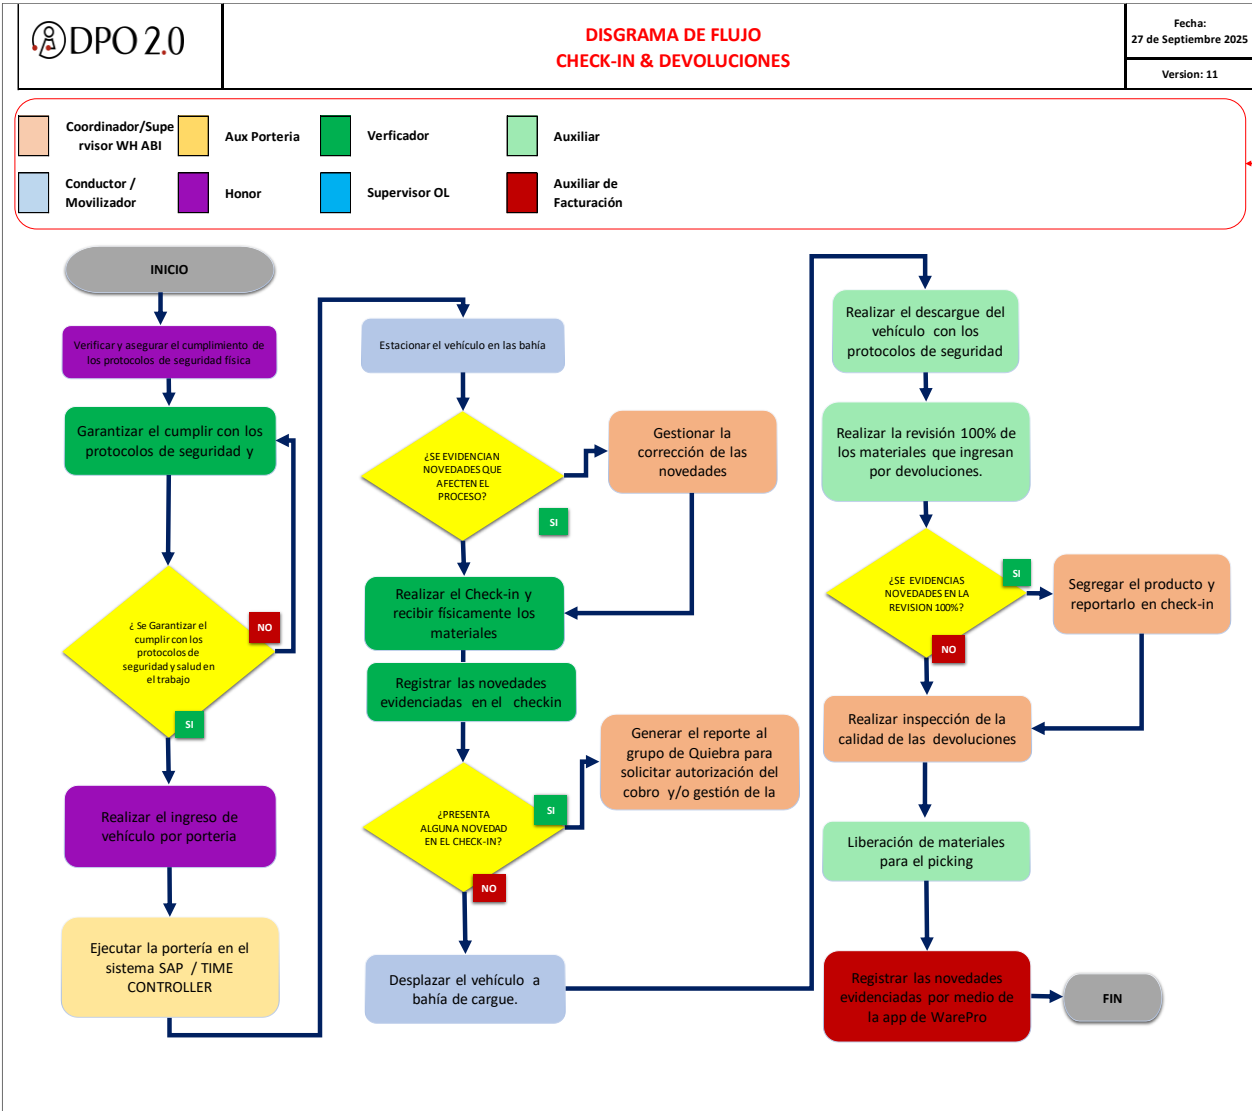 DPO 2.0
DISGRAMA DE FLUJO
CHECK-IN & DEVOLUCIONES
Fecha:
27 de Septiembre 2025
Version: 11
Coordinador/Supe
rvisor WH ABI
Aux Porteria
Verficador
Auxiliar
Conductor /
Movilizador
Honor
Supervisor OL
Auxiliar de
Facturación
INICIO
Verificar y asegurar el cumplimiento de
los protocolos de seguridad física
Garantizar el cumplir con los
protocolos de seguridad y
¿ Se Garantizar el
cumplir con los
protocolos de
seguridad y salud en
el trabajo
NO
SI
Realizar el ingreso de
vehículo por porteria
Ejecutar la portería en el
sistema SAP / TIME
CONTROLLER
Estacionar el vehículo en las bahía
¿SE EVIDENCIAN
NOVEDADES QUE
AFECTEN EL
PROCESO?
SI
Gestionar la
corrección de las
novedades
Realizar el Check-in y
recibir físicamente los
materiales
Registrar las novedades
evidenciadas en el checkin
¿PRESENTA
ALGUNA NOVEDAD
EN EL CHECK-IN?
SI
NO
Generar el reporte al
grupo de Quiebra para
solicitar autorización del
cobro y/o gestión de la
Desplazar el vehículo a
bahía de cargue.
Realizar el descargue del
vehículo con los
protocolos de seguridad
Realizar la revisión 100% de
los materiales que ingresan
por devoluciones.
¿SE EVIDENCIAS
NOVEDADES EN LA
REVISION 100%?
SI
NO
Segregar el producto y
reportarlo en check-in
Realizar inspección de la
calidad de las devoluciones
Liberación de materiales
para el picking
Registrar las novedades
evidenciadas por medio de
la app de WarePro
FIN